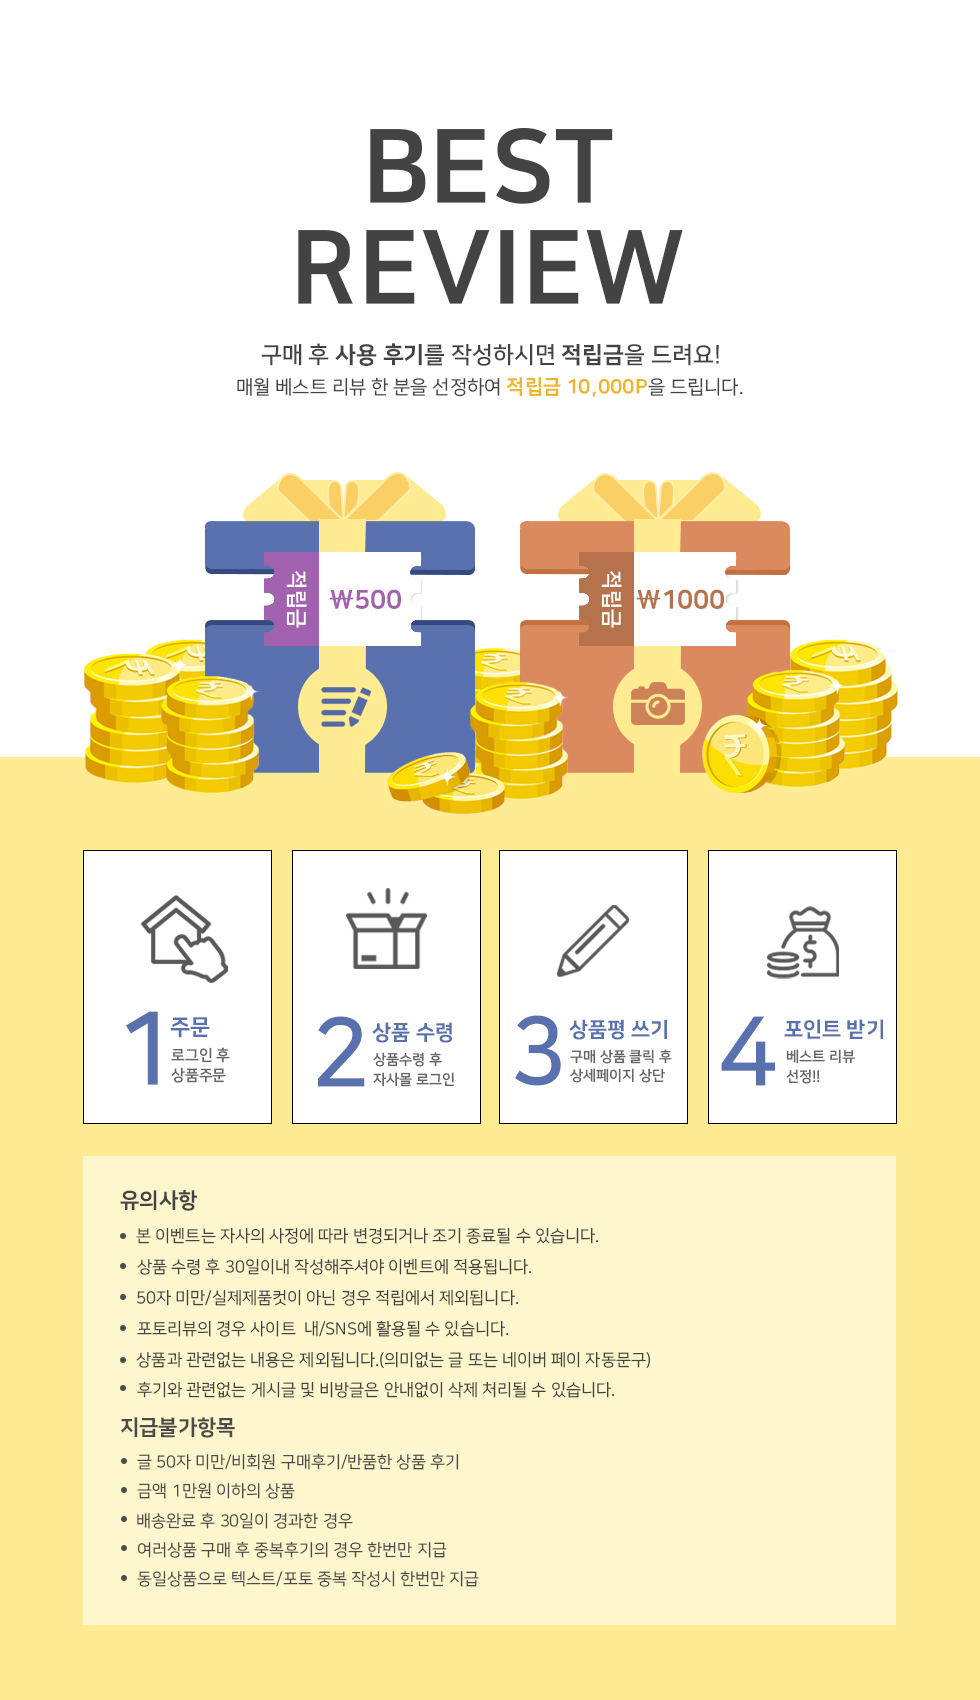 BEST
REVIEW
구매 후 사용 후기를 작성하시면 적립금을 드려요!
매월 베스트 리뷰 한 분을 선정하여 적립금 10,000P을 드립니다.
적립금
₩500
적립금
₩1000
1 주문
로그인 후
상품주문
2 상품 수령
상품수령 후
자사몰 로그인
3 상품평 쓰기
구매 상품 클릭 후
상세페이지 상단
4 포인트 받기
베스트 리뷰
선정!!
유의사항
• 본 이벤트는 자사의 사정에 따라 변경되거나 조기 종료될 수 있습니다.
• 상품 수령 후 30일이내 작성해주셔야 이벤트에 적용됩니다.
• 50자 미만/실제제품컷이 아닌 경우 적립에서 제외됩니다.
• 포토리뷰의 경우 사이트 내/SNS에 활용될 수 있습니다.
• 상품과 관련없는 내용은 제외됩니다.(의미없는 글 또는 네이버 페이 자동문구)
• 후기와 관련없는 게시글 및 비방글은 안내없이 삭제 처리될 수 있습니다.
지급불가항목
• 글 50자 미만/비회원 구매후기/반품한 상품 후기
• 금액 1만원 이하의 상품
• 배송완료 후 30일이 경과한 경우
• 여러상품 구매 후 중복후기의 경우 한번만 지급
• 동일상품으로 텍스트/포토 중복 작성시 한번만 지급